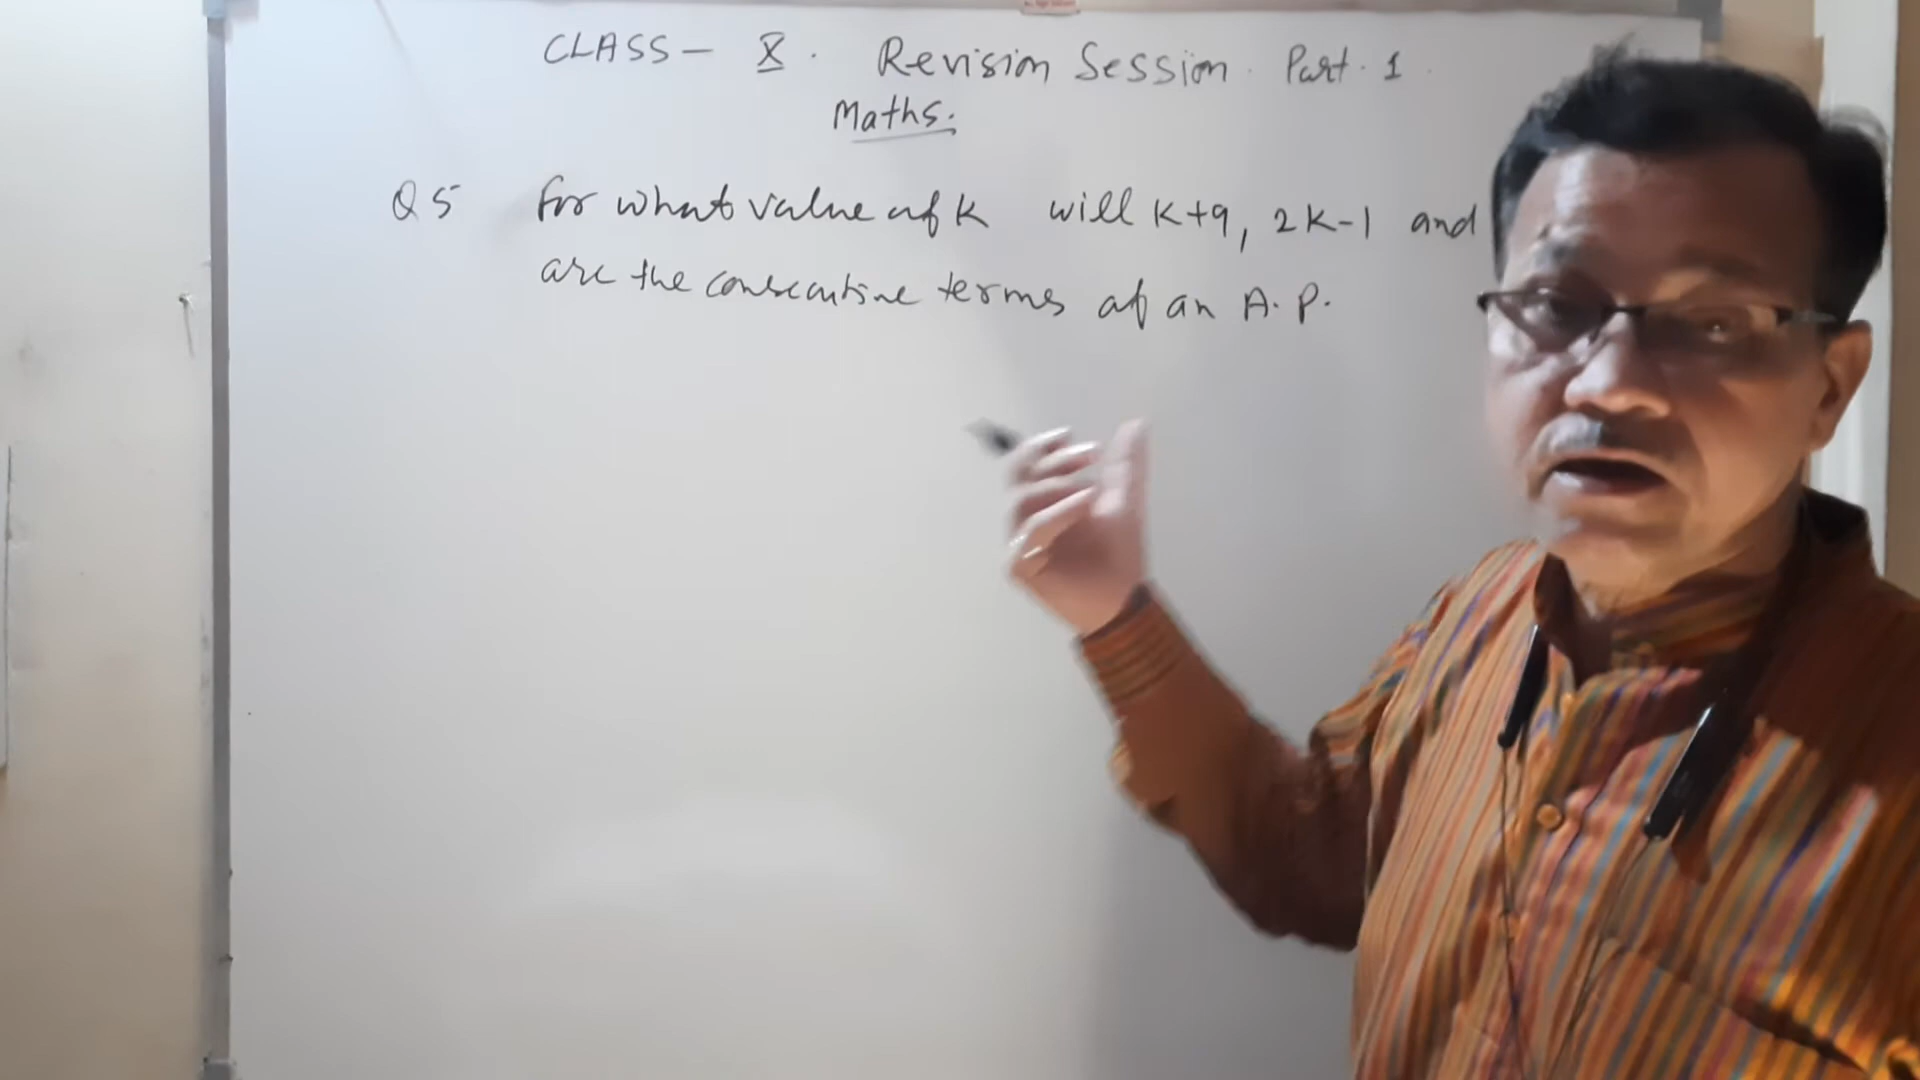 CLASS – X. Revision Session. Part. 1.
Maths.
Q5 for what value of K will K+9, 2K-1 and
are the consecutive terms of an A.P.